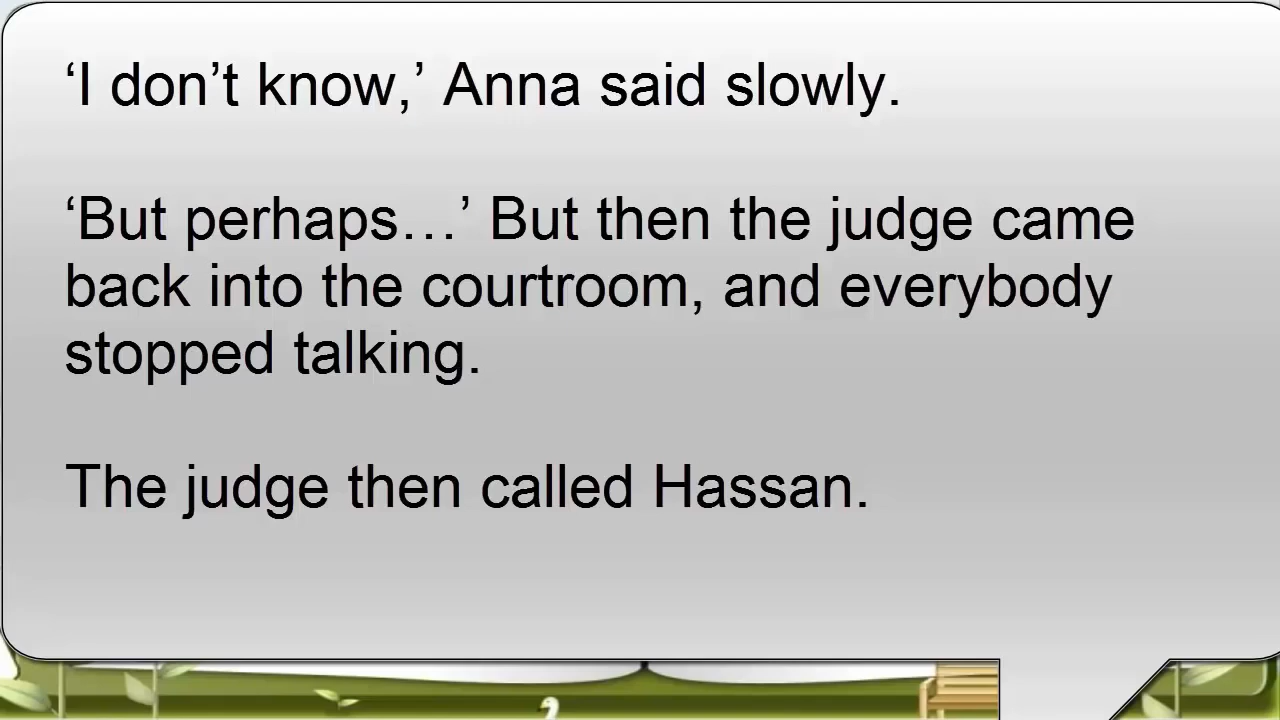 ‘I don’t know,’ Anna said slowly.
‘But perhaps…’ But then the judge came
back into the courtroom, and everybody
stopped talking.
The judge then called Hassan.